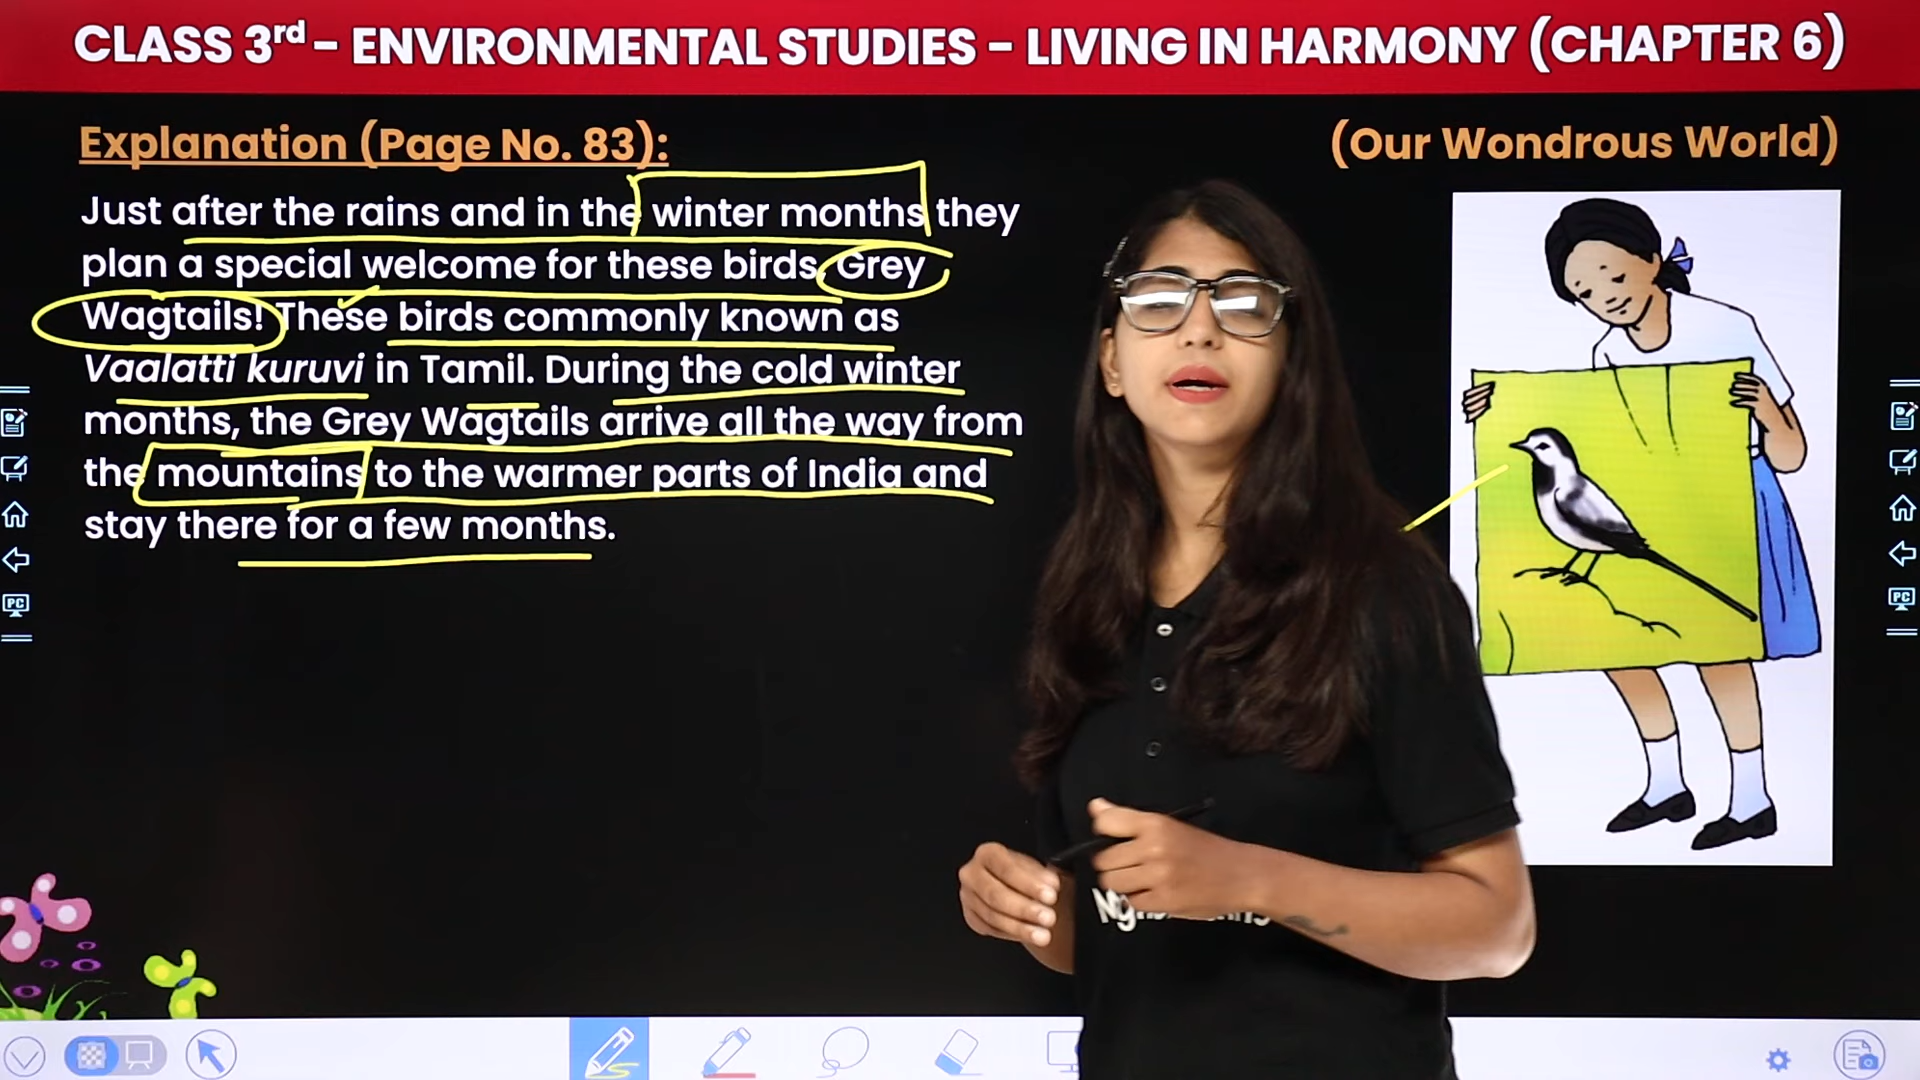 CLASS 3rd - ENVIRONMENTAL STUDIES - LIVING IN HARMONY (CHAPTER 6)
Explanation (Page No. 83):
(Our Wondrous World)
Just after the rains and in the winter months they
plan a special welcome for these birds, Grey
Wagtails! These birds commonly known as
Vaalatti kuruvi in Tamil. During the cold winter
months, the Grey Wagtails arrive all the way from
the mountains to the warmer parts of India and
stay there for a few months.
PC
PC